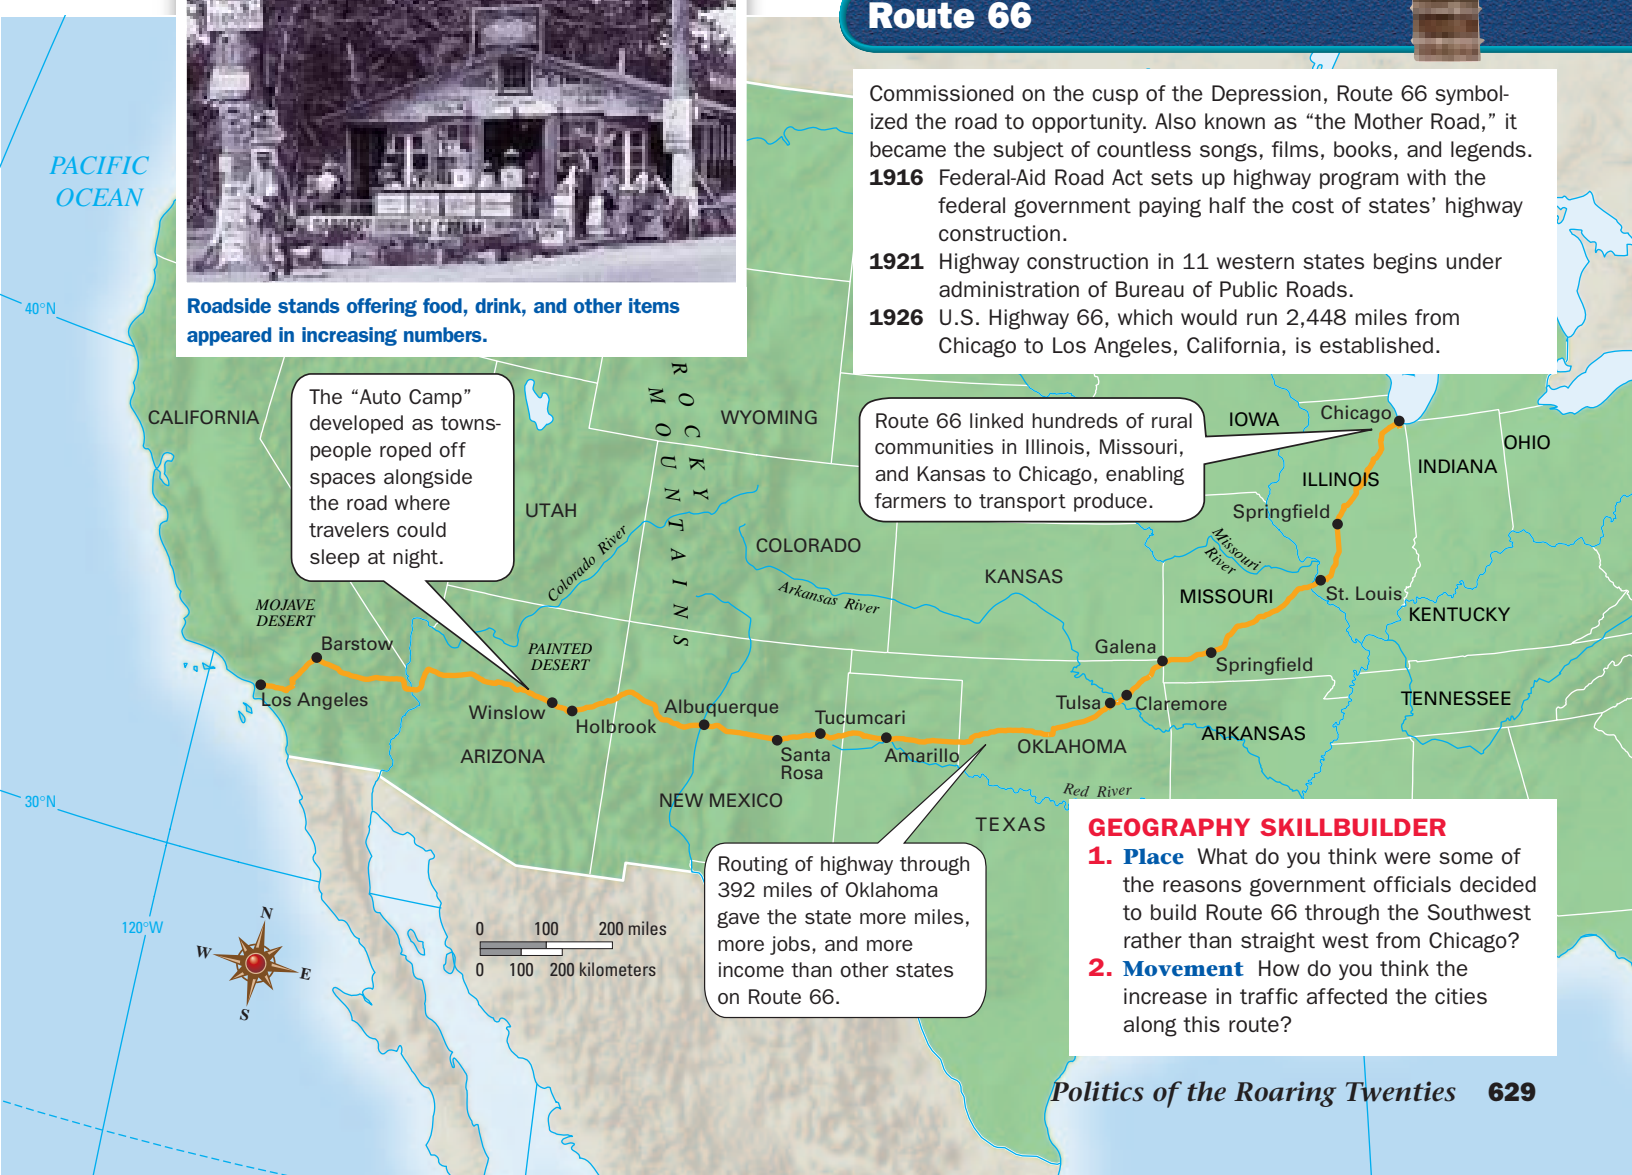 Route 66
Commissioned on the cusp of the Depression, Route 66 symbol-
ized the road to opportunity. Also known as “the Mother Road,” it
became the subject of countless songs, films, books, and legends.
1916 Federal-Aid Road Act sets up highway program with the
federal government paying half the cost of states’ highway
construction.
1921 Highway construction in 11 western states begins under
administration of Bureau of Public Roads.
1926 U.S. Highway 66, which would run 2,448 miles from
Chicago to Los Angeles, California, is established.
ICE CREAM
Roadside stands offering food, drink, and other items
appeared in increasing numbers.
PACIFIC
OCEAN
40°N
30°N
120°W
The “Auto Camp”
developed as towns-
people roped off
spaces alongside
the road where
travelers could
sleep at night.
Route 66 linked hundreds of rural
communities in Illinois, Missouri,
and Kansas to Chicago, enabling
farmers to transport produce.
Routing of highway through
392 miles of Oklahoma
gave the state more miles,
more jobs, and more
income than other states
on Route 66.
CALIFORNIA
UTAH
WYOMING
COLORADO
KANSAS
IOWA
ILLINOIS
INDIANA
OHIO
MISSOURI
KENTUCKY
TENNESSEE
ARKANSAS
OKLAHOMA
TEXAS
NEW MEXICO
ARIZONA
ROCKY
MOUNTAINS
MOJAVE
DESERT
PAINTED
DESERT
Colorado River
Arkansas River
Missouri
River
Red River
Chicago
Springfield
St. Louis
Springfield
Galena
Claremore
Tulsa
Amarillo
Tucumcari
Santa
Rosa
Albuquerque
Holbrook
Winslow
Barstow
Los Angeles
N
W
E
S
0 100 200 miles
0 100 200 kilometers
GEOGRAPHY SKILLBUILDER
1. Place What do you think were some of
the reasons government officials decided
to build Route 66 through the Southwest
rather than straight west from Chicago?
2. Movement How do you think the
increase in traffic affected the cities
along this route?
Politics of the Roaring Twenties 629